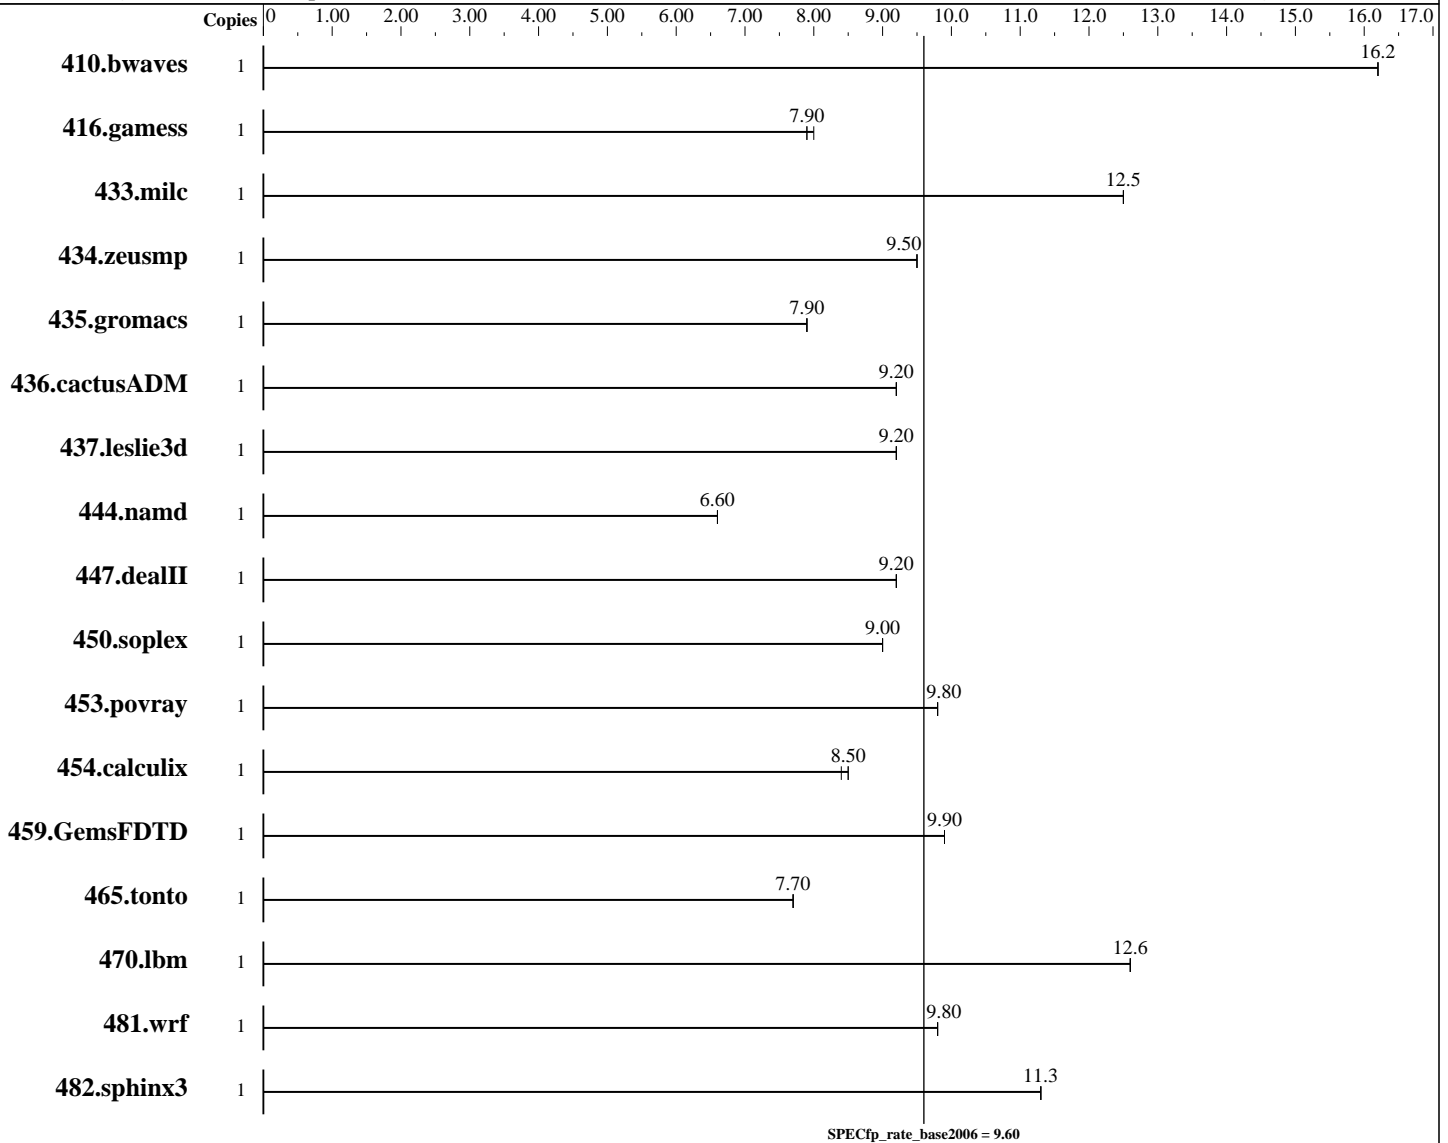 Copies 0 1.00 2.00 3.00 4.00 5.00 6.00 7.00 8.00 9.00 10.0 11.0 12.0 13.0 14.0 15.0 16.0 17.0
410.bwaves 1 16.2
416.gamess 1 7.90
433.milc 1 12.5
434.zeusmp 1 9.50
435.gromacs 1 7.90
436.cactusADM 1 9.20
437.leslie3d 1 9.20
444.namd 1 6.60
447.dealII 1 9.20
450.soplex 1 9.00
453.povray 1 9.80
454.calculix 1 8.50
459.GemsFDTD 1 9.90
465.tonto 1 7.70
470.lbm 1 12.6
481.wrf 1 9.80
482.sphinx3 1 11.3
SPECfp_rate_base2006 = 9.60